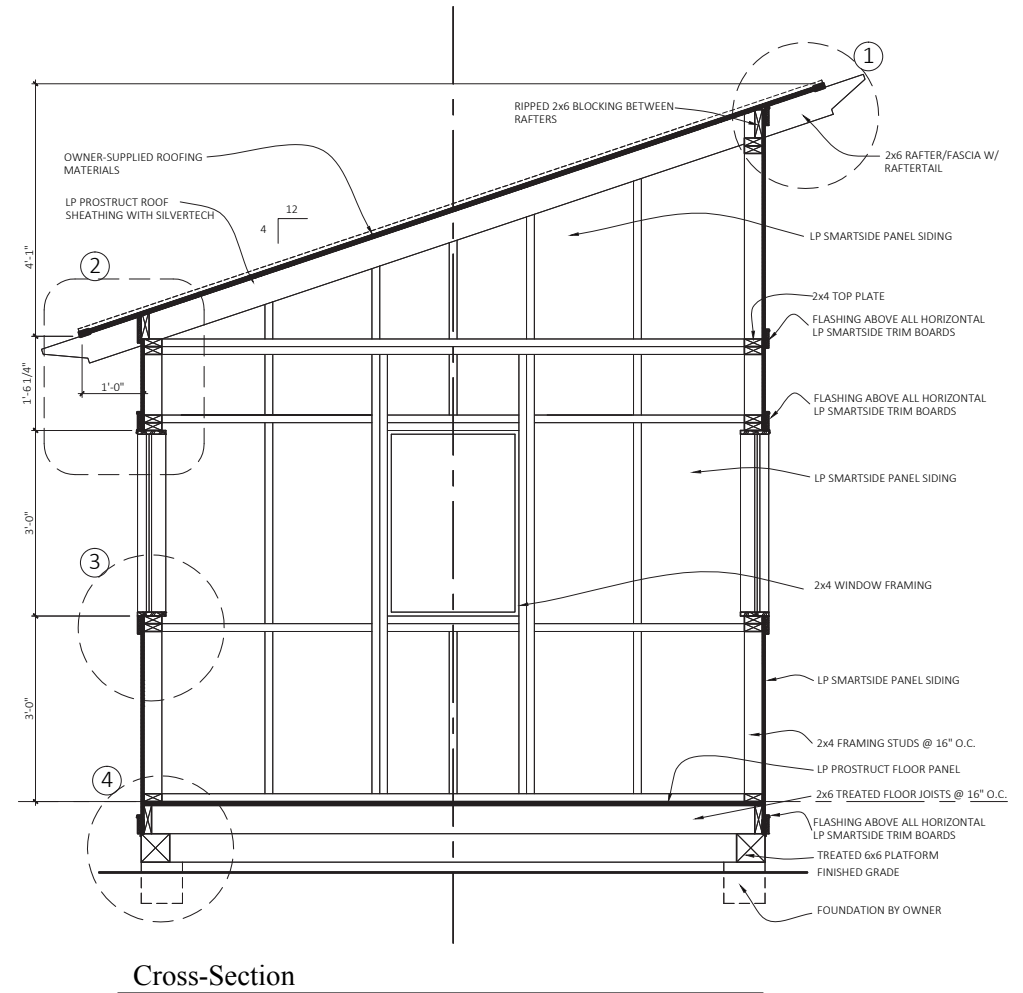 1
RIPPED 2x6 BLOCKING BETWEEN
RAFTERS
OWNER-SUPPLIED ROOFING
MATERIALS
2x6 RAFTER/FASCIA W/
RAFTERTAIL
LP PROSTRUCT ROOF
SHEATHING WITH SILVERTECH
12
4
LP SMARTSIDE PANEL SIDING
4'-1"
2
2x4 TOP PLATE
FLASHING ABOVE ALL HORIZONTAL
LP SMARTSIDE TRIM BOARDS
1'-0"
1'-6 1/4"
FLASHING ABOVE ALL HORIZONTAL
LP SMARTSIDE TRIM BOARDS
LP SMARTSIDE PANEL SIDING
3'-0"
3
2x4 WINDOW FRAMING
LP SMARTSIDE PANEL SIDING
3'-0"
2x4 FRAMING STUDS @ 16" O.C.
LP PROSTRUCT FLOOR PANEL
4
2x6 TREATED FLOOR JOISTS @ 16" O.C.
FLASHING ABOVE ALL HORIZONTAL
LP SMARTSIDE TRIM BOARDS
TREATED 6x6 PLATFORM
FINISHED GRADE
FOUNDATION BY OWNER
Cross-Section